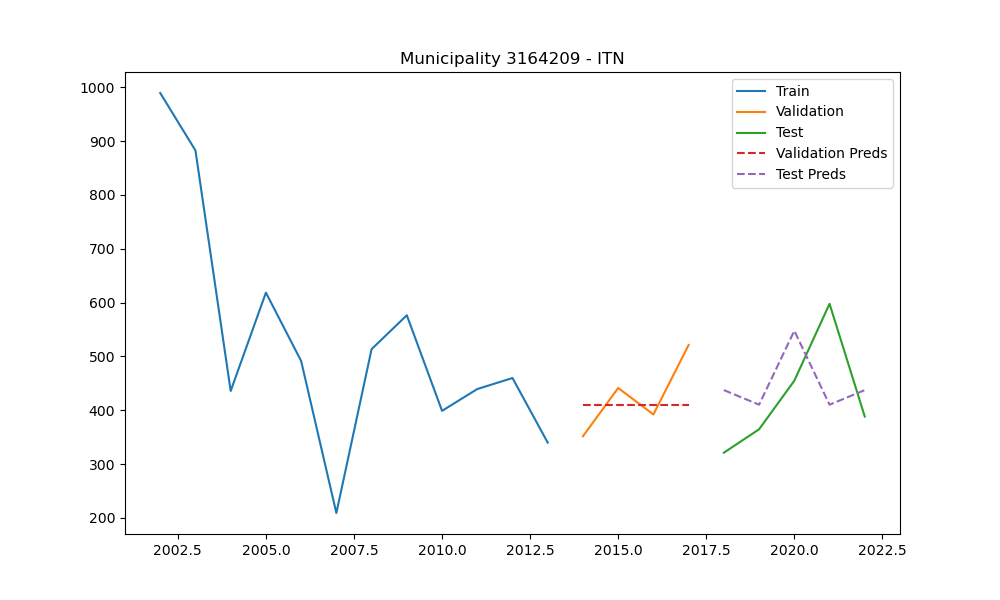 Municipality 3164209 - ITN
1000
900
800
700
600
500
400
300
200
2002.5 2005.0 2007.5 2010.0 2012.5 2015.0 2017.5 2020.0 2022.5
Train
Validation
Test
Validation Preds
Test Preds